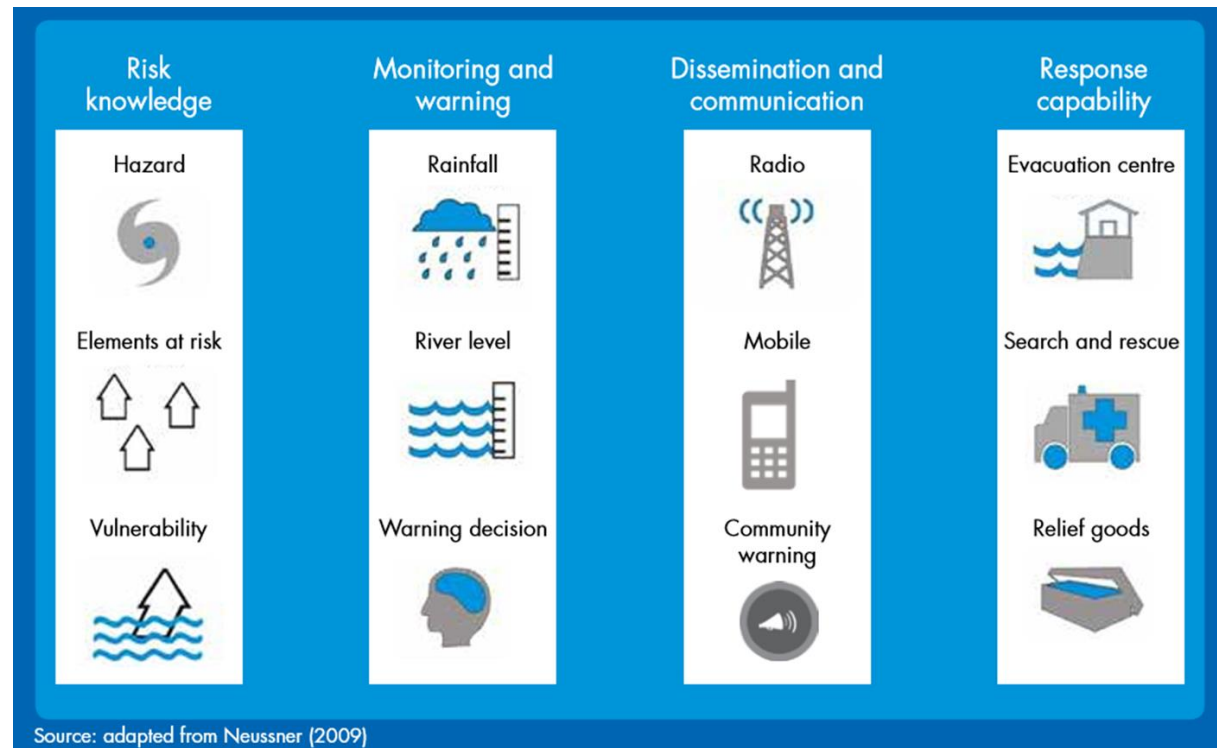 Risk
knowledge
Hazard
Elements at risk
Vulnerability
Monitoring and
warning
Rainfall
River level
Warning decision
Dissemination and
communication
Radio
Mobile
Community
warning
Response
capability
Evacuation centre
Search and rescue
Relief goods
Source: adapted from Neussner (2009)